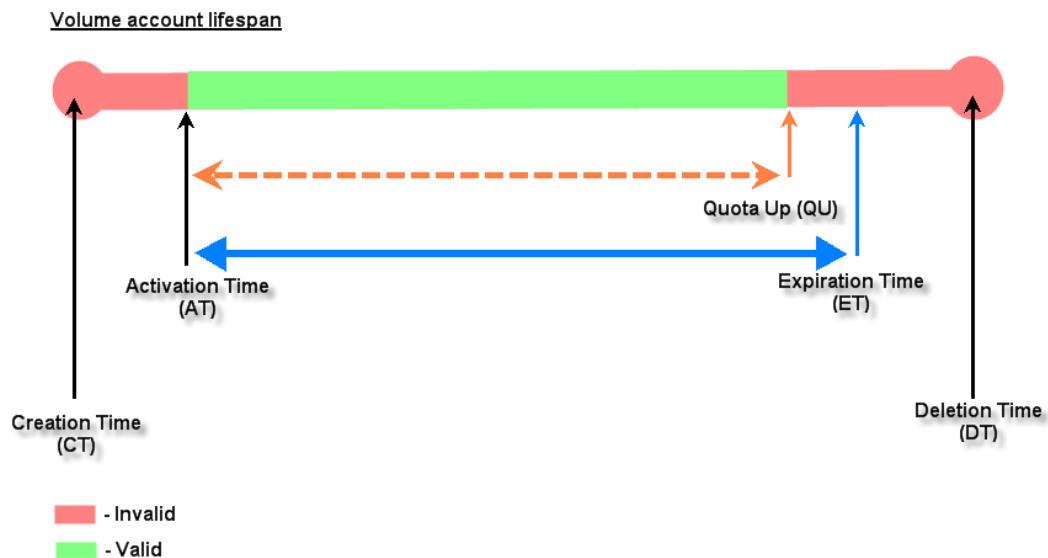 Volume account lifespan
Quota Up (QU)
Activation Time
(AT)
Expiration Time
(ET)
Creation Time
(CT)
Deletion Time
(DT)
- Invalid
- Valid